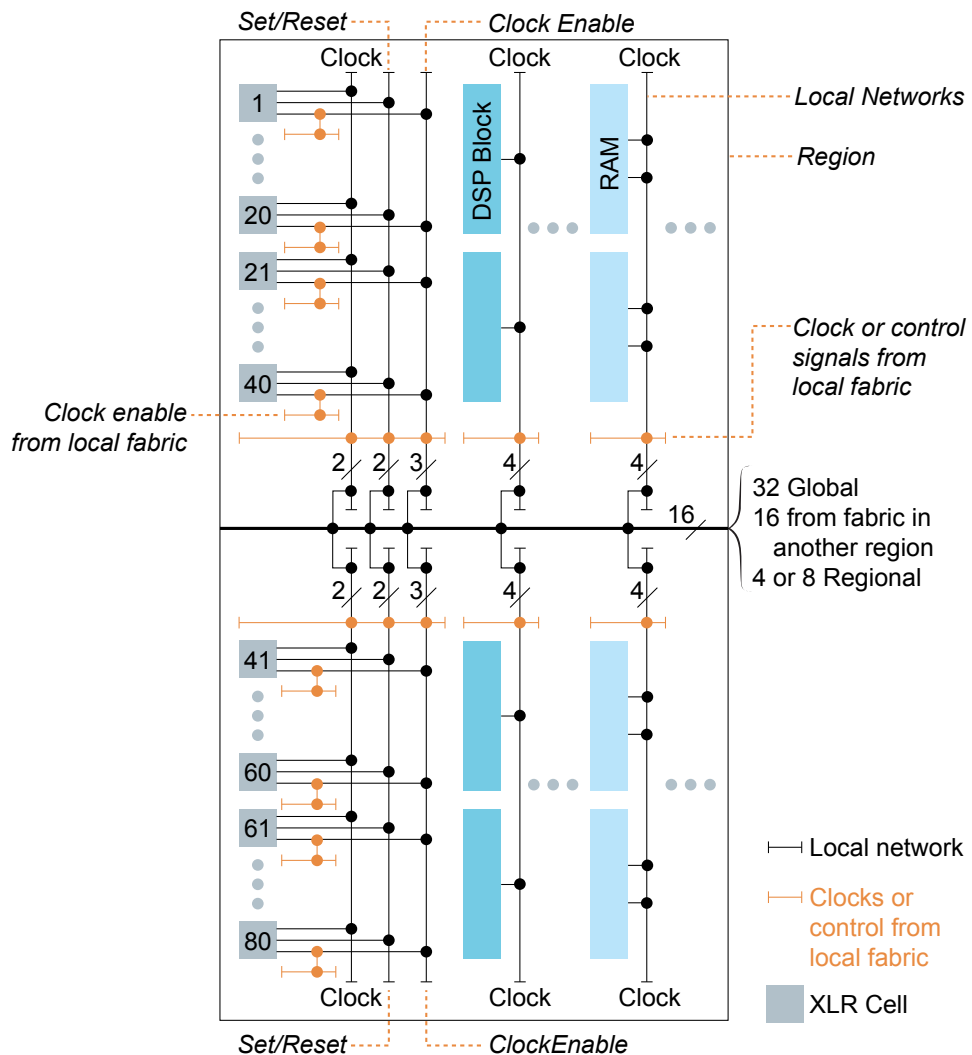 Set/Reset
Clock Enable
Clock
Clock
Clock
1
DSP Block
RAM
Local Networks
Region
20
21
40
Clock or control
signals from
local fabric
Clock enable
from local fabric
2
2
3
4
4
16
32 Global
16 from fabric in
another region
4 or 8 Regional
2
2
3
4
4
41
60
61
80
Local network
Clocks or
control from
local fabric
XLR Cell
Clock
Clock
Clock
Set/Reset
ClockEnable